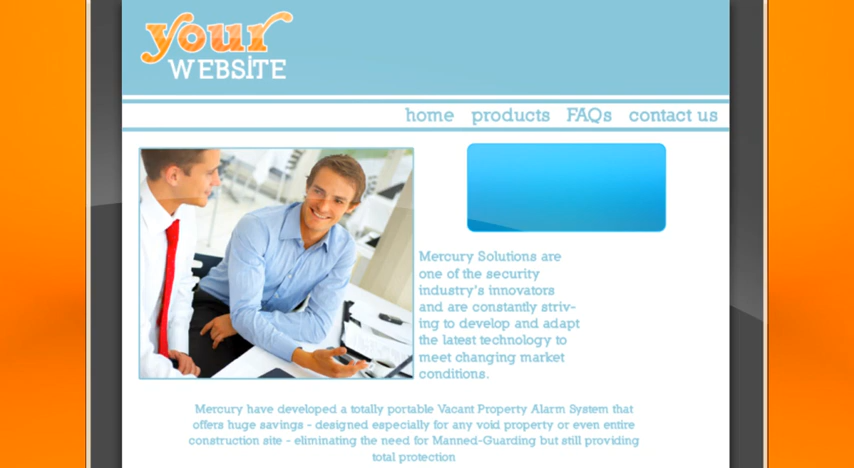 your
WEBSITE
home products FAQs contact us
Mercury Solutions are
one of the security
industry's innovators
and are constantly striv-
ing to develop and adapt
the latest technology to
meet changing market
conditions.
Mercury have developed a totally portable Vacant Property Alarm System that
offers huge savings - designed especially for any void property or even entire
construction site - eliminating the need for Manned-Guarding but still providing
total protection